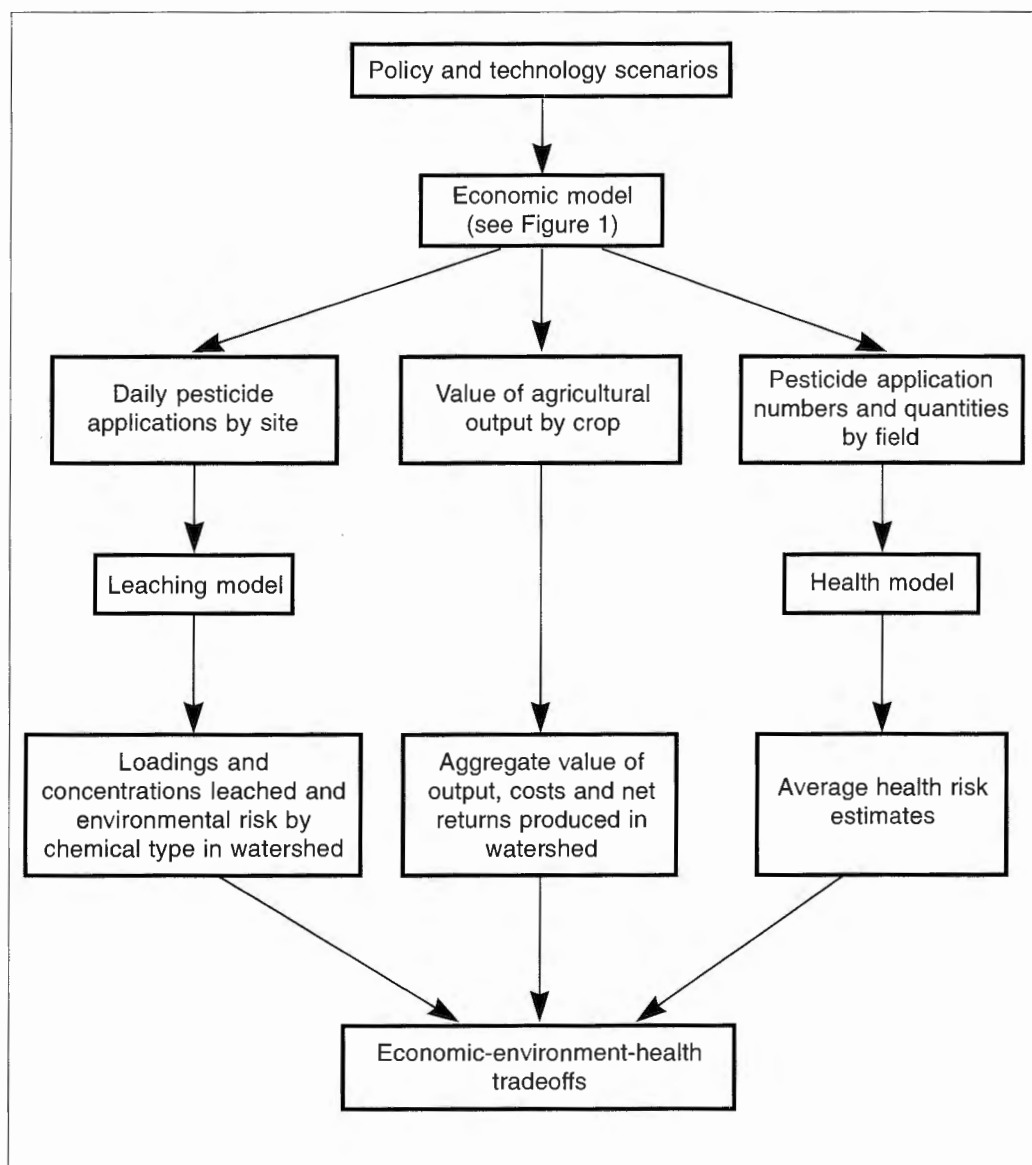 Policy and technology scenarios
Economic model
(see Figure 1)
Daily pesticide
applications by site
Value of agricultural
output by crop
Pesticide application
numbers and quantities
by field
Leaching model
Health model
Loadings and
concentrations leached and
environmental risk by
chemical type in watershed
Aggregate value of
output, costs and net
returns produced in
watershed
Average health risk
estimates
Economic-environment-health
tradeoffs